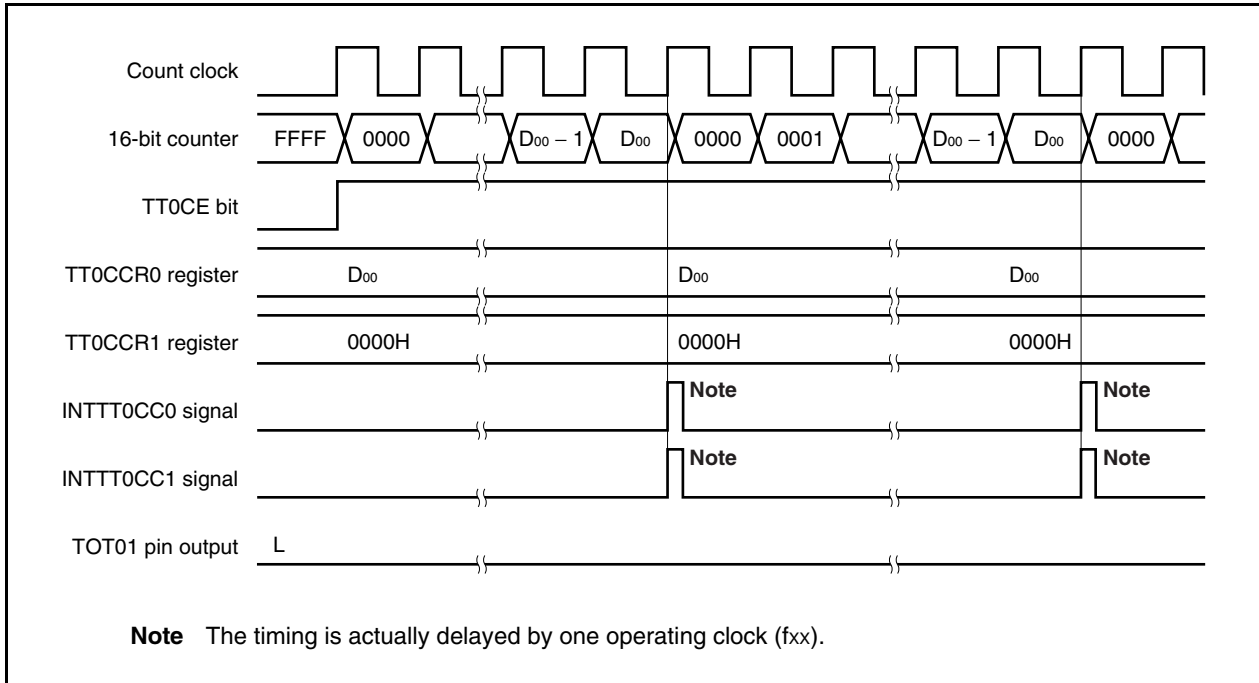 Count clock
16-bit counter FFFF 0000 D00 – 1 D00 0000 0001 D00 – 1 D00 0000
TT0CE bit
TT0CCR0 register D00 D00 D00
TT0CCR1 register 0000H 0000H 0000H
INTTT0CC0 signal Note Note
INTTT0CC1 signal Note Note
TOT01 pin output L
Note The timing is actually delayed by one operating clock (fxx).